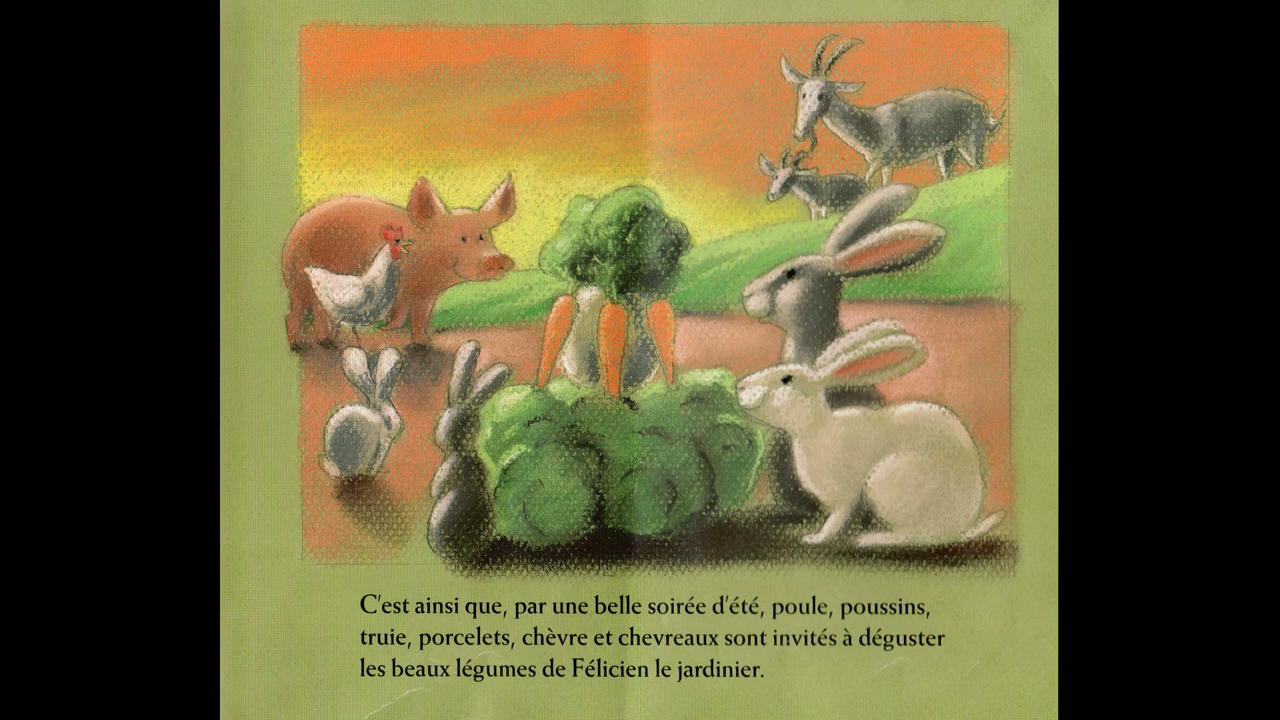 C'est ainsi que, par une belle soirée d'été, poule, poussins,
truie, porcelets, chèvre et chevreaux sont invités à déguster
les beaux légumes de Félicien le jardinier.